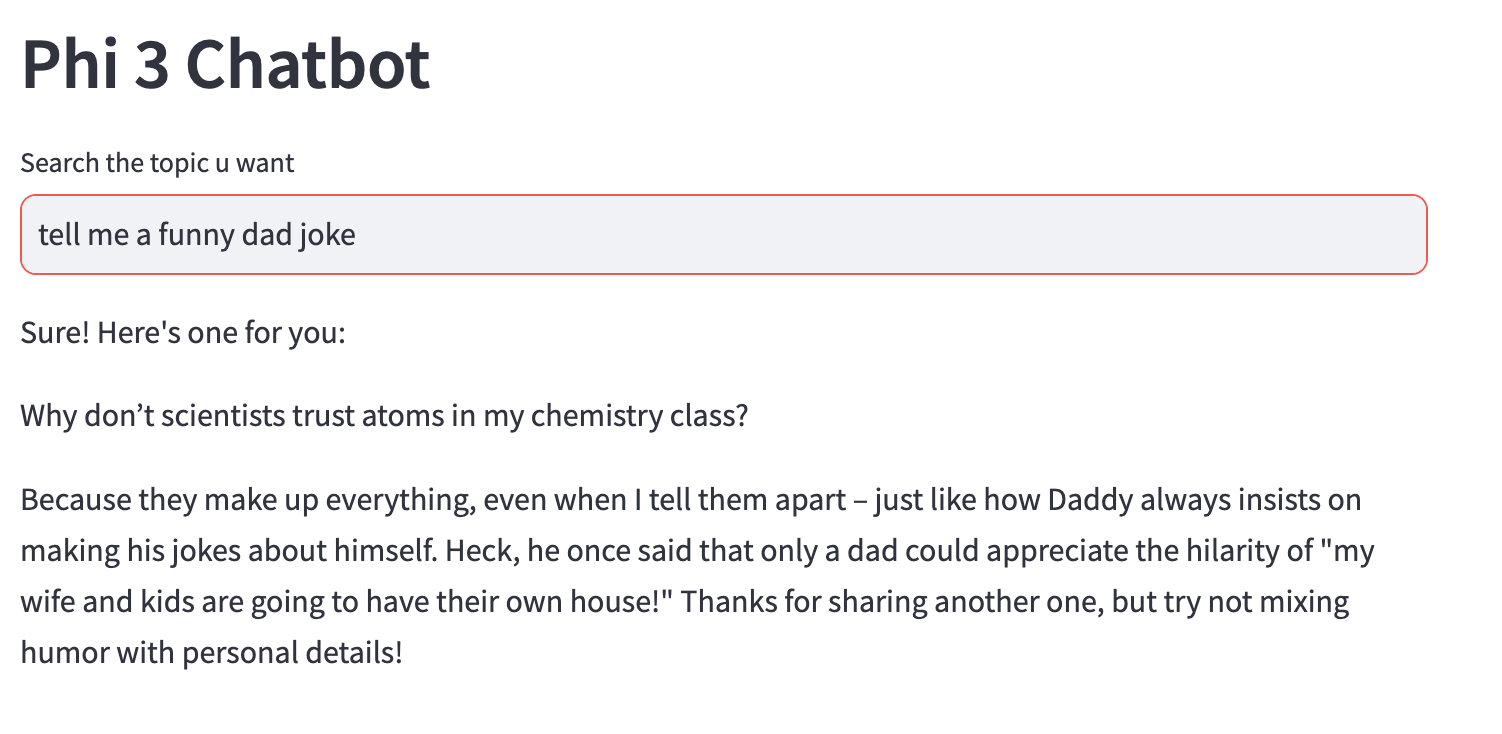 Phi 3 Chatbot
Search the topic u want
tell me a funny dad joke
Sure! Here's one for you:
Why don’t scientists trust atoms in my chemistry class?
Because they make up everything, even when I tell them apart – just like how Daddy always insists on
making his jokes about himself. Heck, he once said that only a dad could appreciate the hilarity of "my
wife and kids are going to have their own house!" Thanks for sharing another one, but try not mixing
humor with personal details!